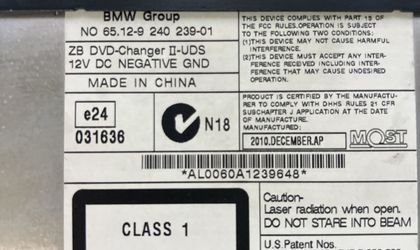 BMW Group
NO 65.12-9 240 239-01
ZB DVD-Changer II-UDS
12V DC NEGATIVE GND
MADE IN CHINA
THIS DEVICE COMPLIES WITH PART 15 OF
THE FCC RULES.OPERATION IS SUBJECT TO
THE FOLLOWING TWO CONDITIONS:
(1)THIS DEVICE MAY NOT CAUSE HARMFUL
INTERFERENCE.
(2)THIS DEVICE MUST ACCEPT ANY INTER-
FERENCE RECEIVED INCLUDING INTER-
FERENCE THAT MAY CAUSE UNDESIRED
OPERATION.
e24
031636
N18
PRODUCT IS CERTIFIED BY THE MANUFACTU-
RER TO COMPLY WITH DHHS RULES 21 CFR
SUBCHAPTER J APPLICATION AT THE DATE
OF MANUFACTURE.
MANUFACTURED:
2010.DECEMBER.AP
MOST
*AL0060A1239648*
CLASS 1
Caution-
Laser radiation when open.
DO NOT STARE INTO BEAM
U.S.Patent Nos.